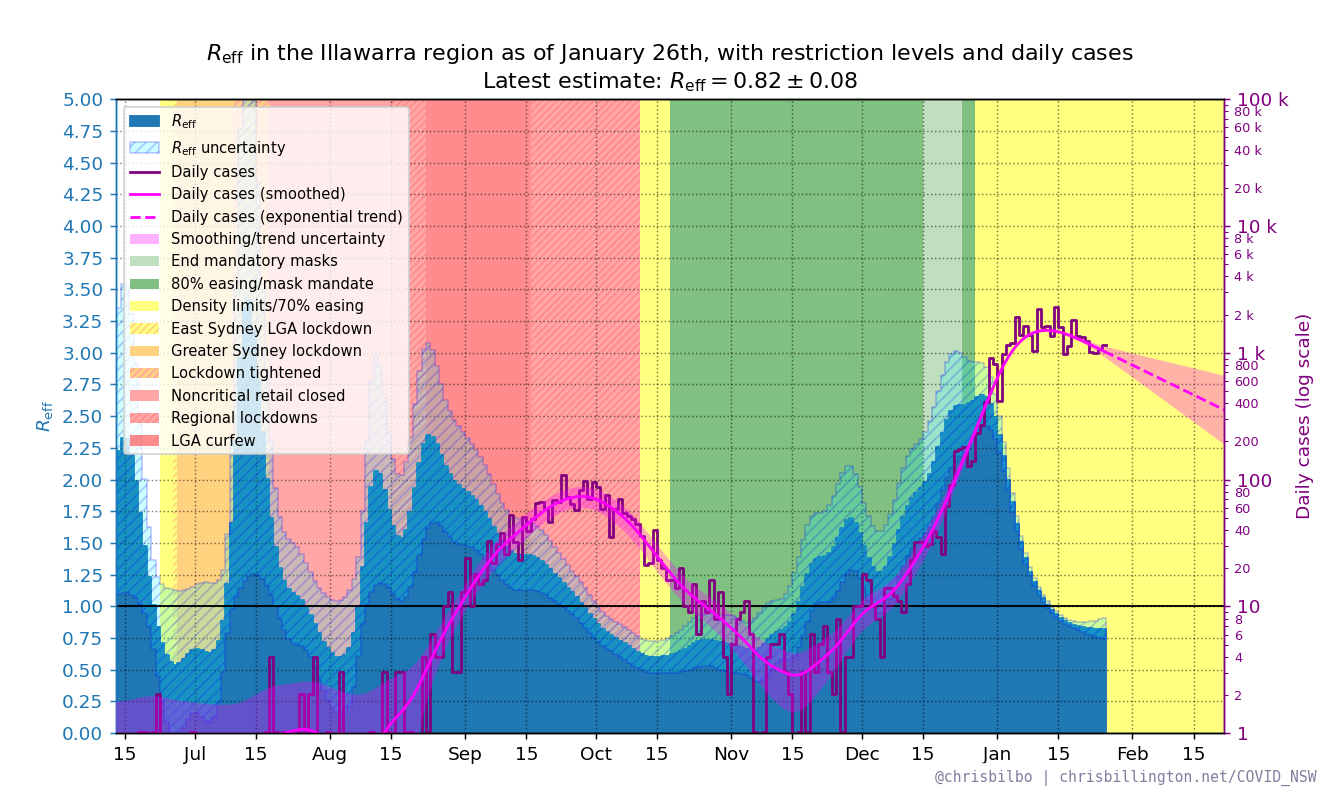 Reff in the Illawarra region as of January 26th, with restriction levels and daily cases
Latest estimate: Reff = 0.82 ± 0.08
5.00
4.75
4.50
4.25
4.00
3.75
3.50
3.25
3.00
2.75
2.50
2.25
2.00
1.75
1.50
1.25
1.00
0.75
0.50
0.25
0.00
Reff
Reff
Reff uncertainty
Daily cases
Daily cases (smoothed)
Daily cases (exponential trend)
Smoothing/trend uncertainty
End mandatory masks
80% easing/mask mandate
Density limits/70% easing
East Sydney LGA lockdown
Greater Sydney lockdown
Lockdown tightened
Noncritical retail closed
Regional lockdowns
LGA curfew
100 k
80 k
60 k
40 k
20 k
10 k
8 k
6 k
4 k
2 k
1 k
800
600
400
200
100
80
60
40
20
10
8
6
4
2
1
Daily cases (log scale)
15 Jul 15 Aug 15 Sep 15 Oct 15 Nov 15 Dec 15 Jan 15 Feb 15
@chrisbilbo | chrisbillington.net/COVID_NSW